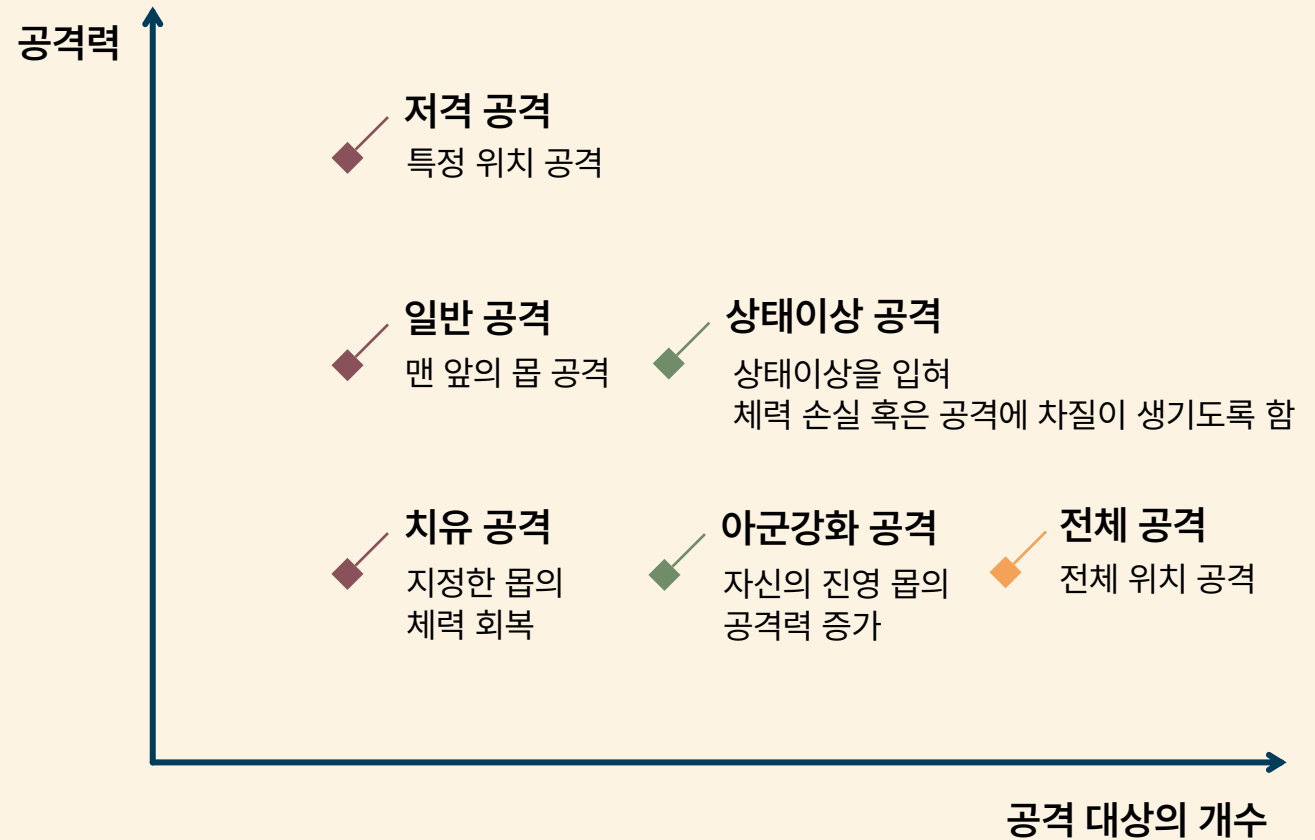 공격력
저격 공격
특정 위치 공격
일반 공격
맨 앞의 몹 공격
상태이상 공격
상태이상을 입혀
체력 손실 혹은 공격에 차질이 생기도록 함
치유 공격
지정한 몹의
체력 회복
아군강화 공격
자신의 진영 몹의
공격력 증가
전체 공격
전체 위치 공격
공격 대상의 개수